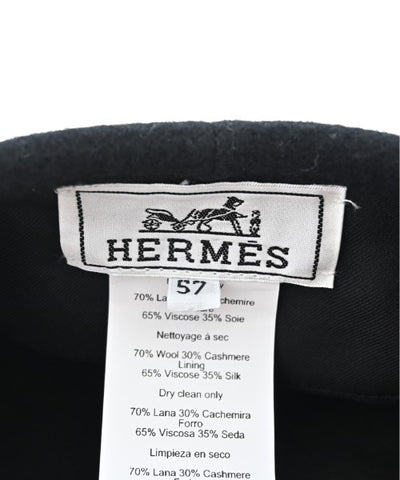 HERMÈS
57
70% Lana 30% Cachemire
65% Viscose 35% Soie
Nettoyage à sec
70% Wool 30% Cashmere
Lining
65% Viscose 35% Silk
Dry clean only
70% Lana 30% Cachemira
Forro
65% Viscosa 35% Seda
Limpieza en seco
70% Lana 30% Cashmere
Fodera